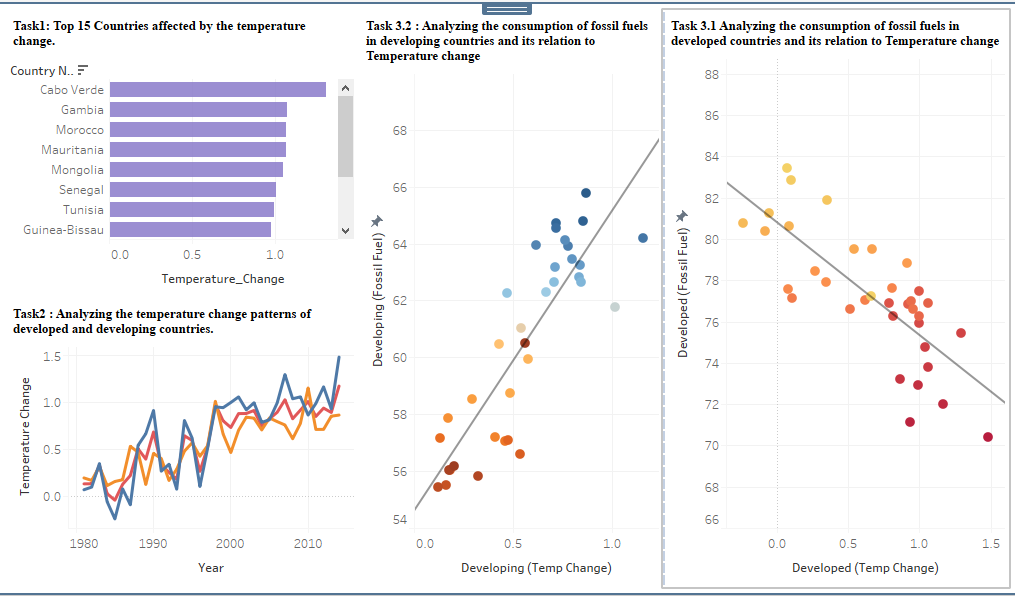 Task1: Top 15 Countries affected by the temperature
change.
Country N..
Cabo Verde
Gambia
Morocco
Mauritania
Mongolia
Senegal
Tunisia
Guinea-Bissau
0.0 0.5 1.0
Temperature_Change
Task2 : Analyzing the temperature change patterns of
developed and developing countries.
Temperature Change
1.5
1.0
0.5
0.0
1980 1990 2000 2010
Year
Task 3.2 : Analyzing the consumption of fossil fuels
in developing countries and its relation to
Temperature change
Developing (Fossil Fuel)
68
66
64
62
60
58
56
54
0.0 0.5 1.0
Developing (Temp Change)
Task 3.1 Analyzing the consumption of fossil fuels in
developed countries and its relation to Temperature change
Developed (Fossil Fuel)
88
86
84
82
80
78
76
74
72
70
68
66
0.0 0.5 1.0 1.5
Developed (Temp Change)